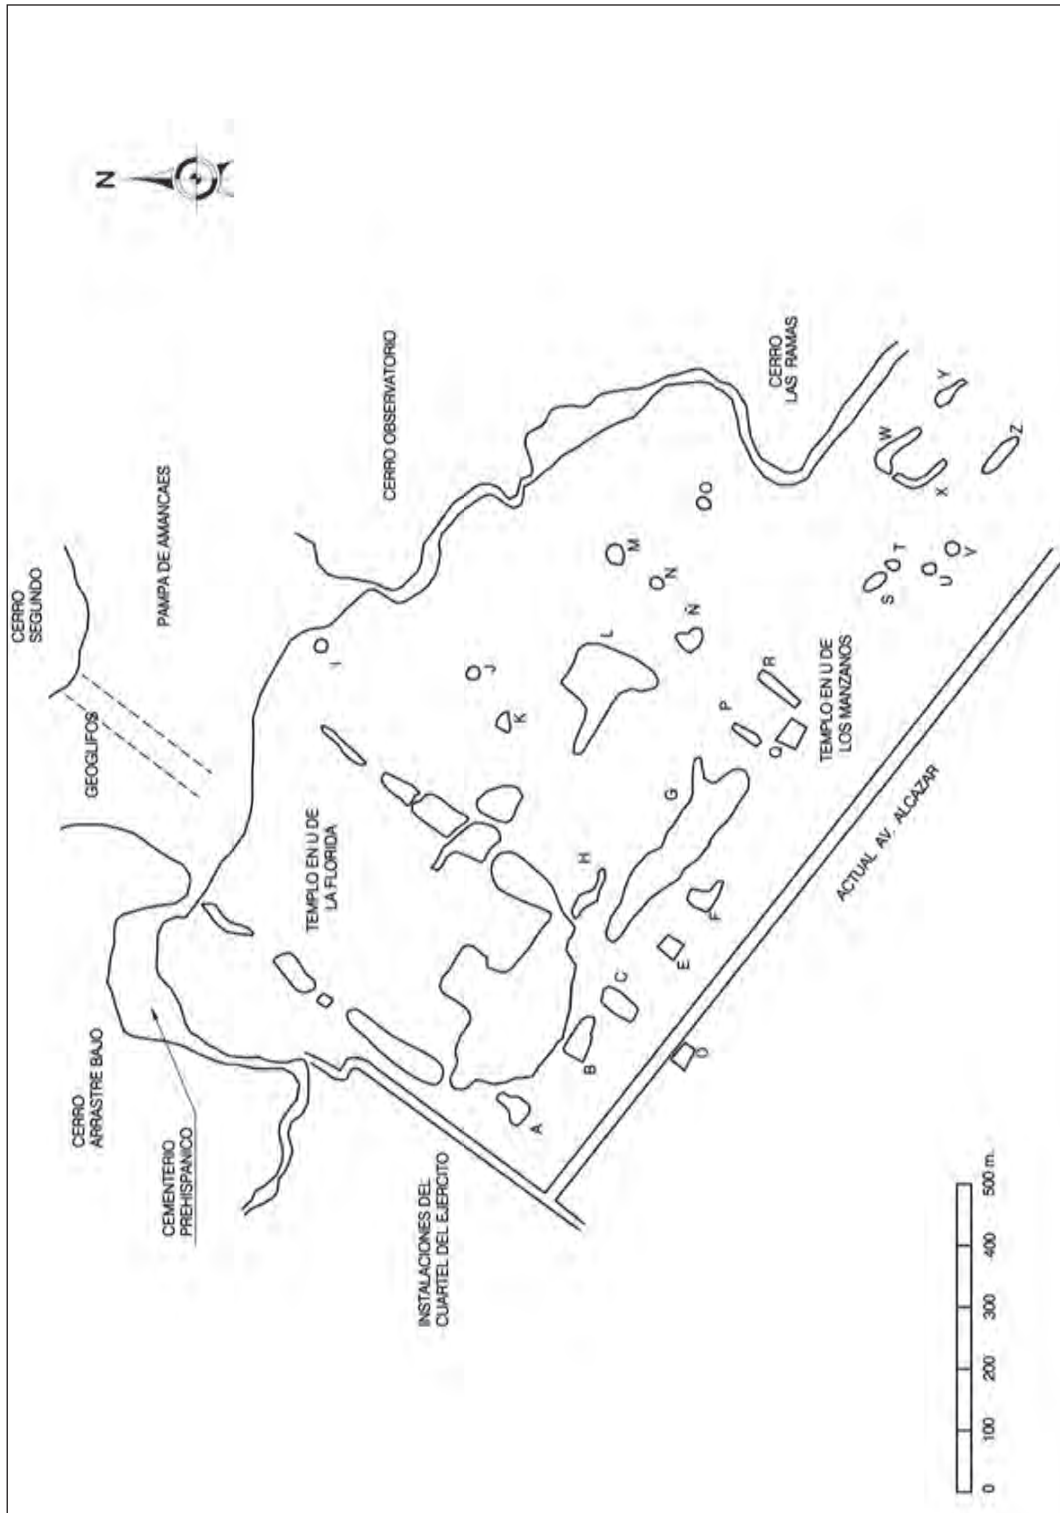 CERRO
SEGUNDO
CERRO
ARRASTRE BAJO
GEOGLIFOS
N
PAMPA DE AMANCAES
CEMENTERIO
PREHISPANICO
TEMPLO EN U DE
LA FLORIDA
I
CERRO OBSERVATORIO
INSTALACIONES DEL
CUARTEL DEL EJERCITO
J
K
A
B
H
L
C
M
N
E
G
Ñ
D
O
F
P
R
Q
CERRO
LAS RAMAS
TEMPLO EN U DE
LOS MANZANOS
ACTUAL AV. ALCAZAR
S
T
W
U
X
Y
V
Z
0
100
200
300
400
500 m.